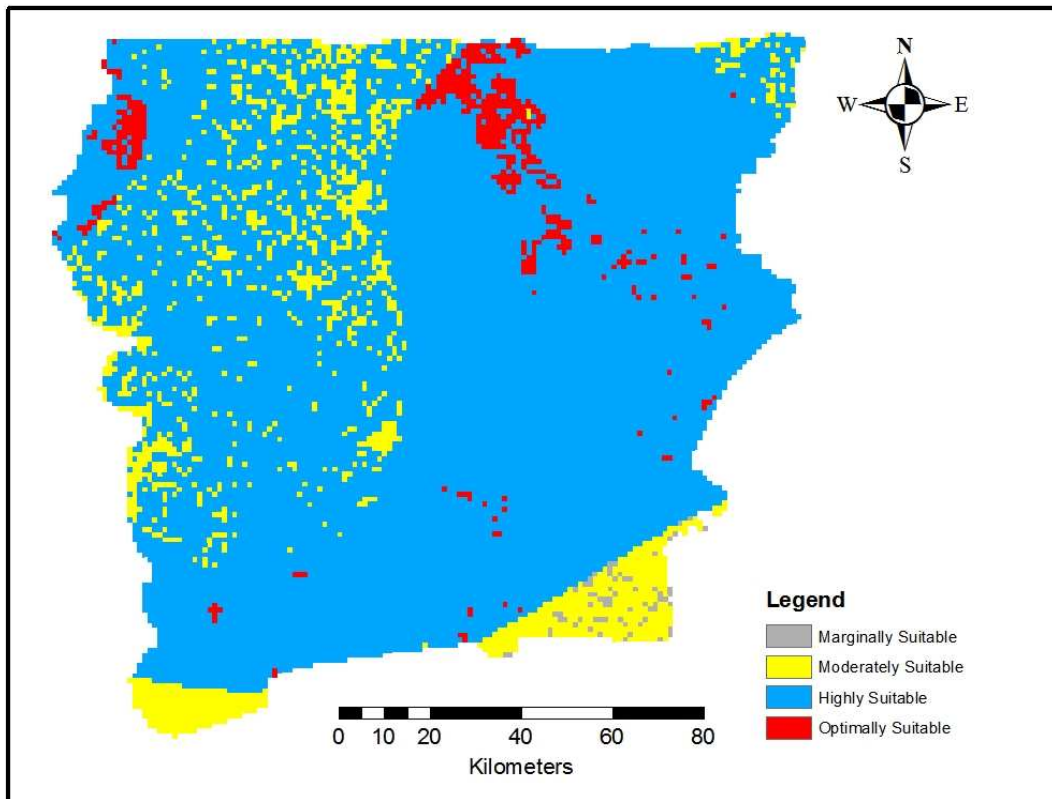 N
W E
S
Legend
Marginally Suitable
Moderately Suitable
Highly Suitable
Optimally Suitable
0 10 20 40 60 80
Kilometers